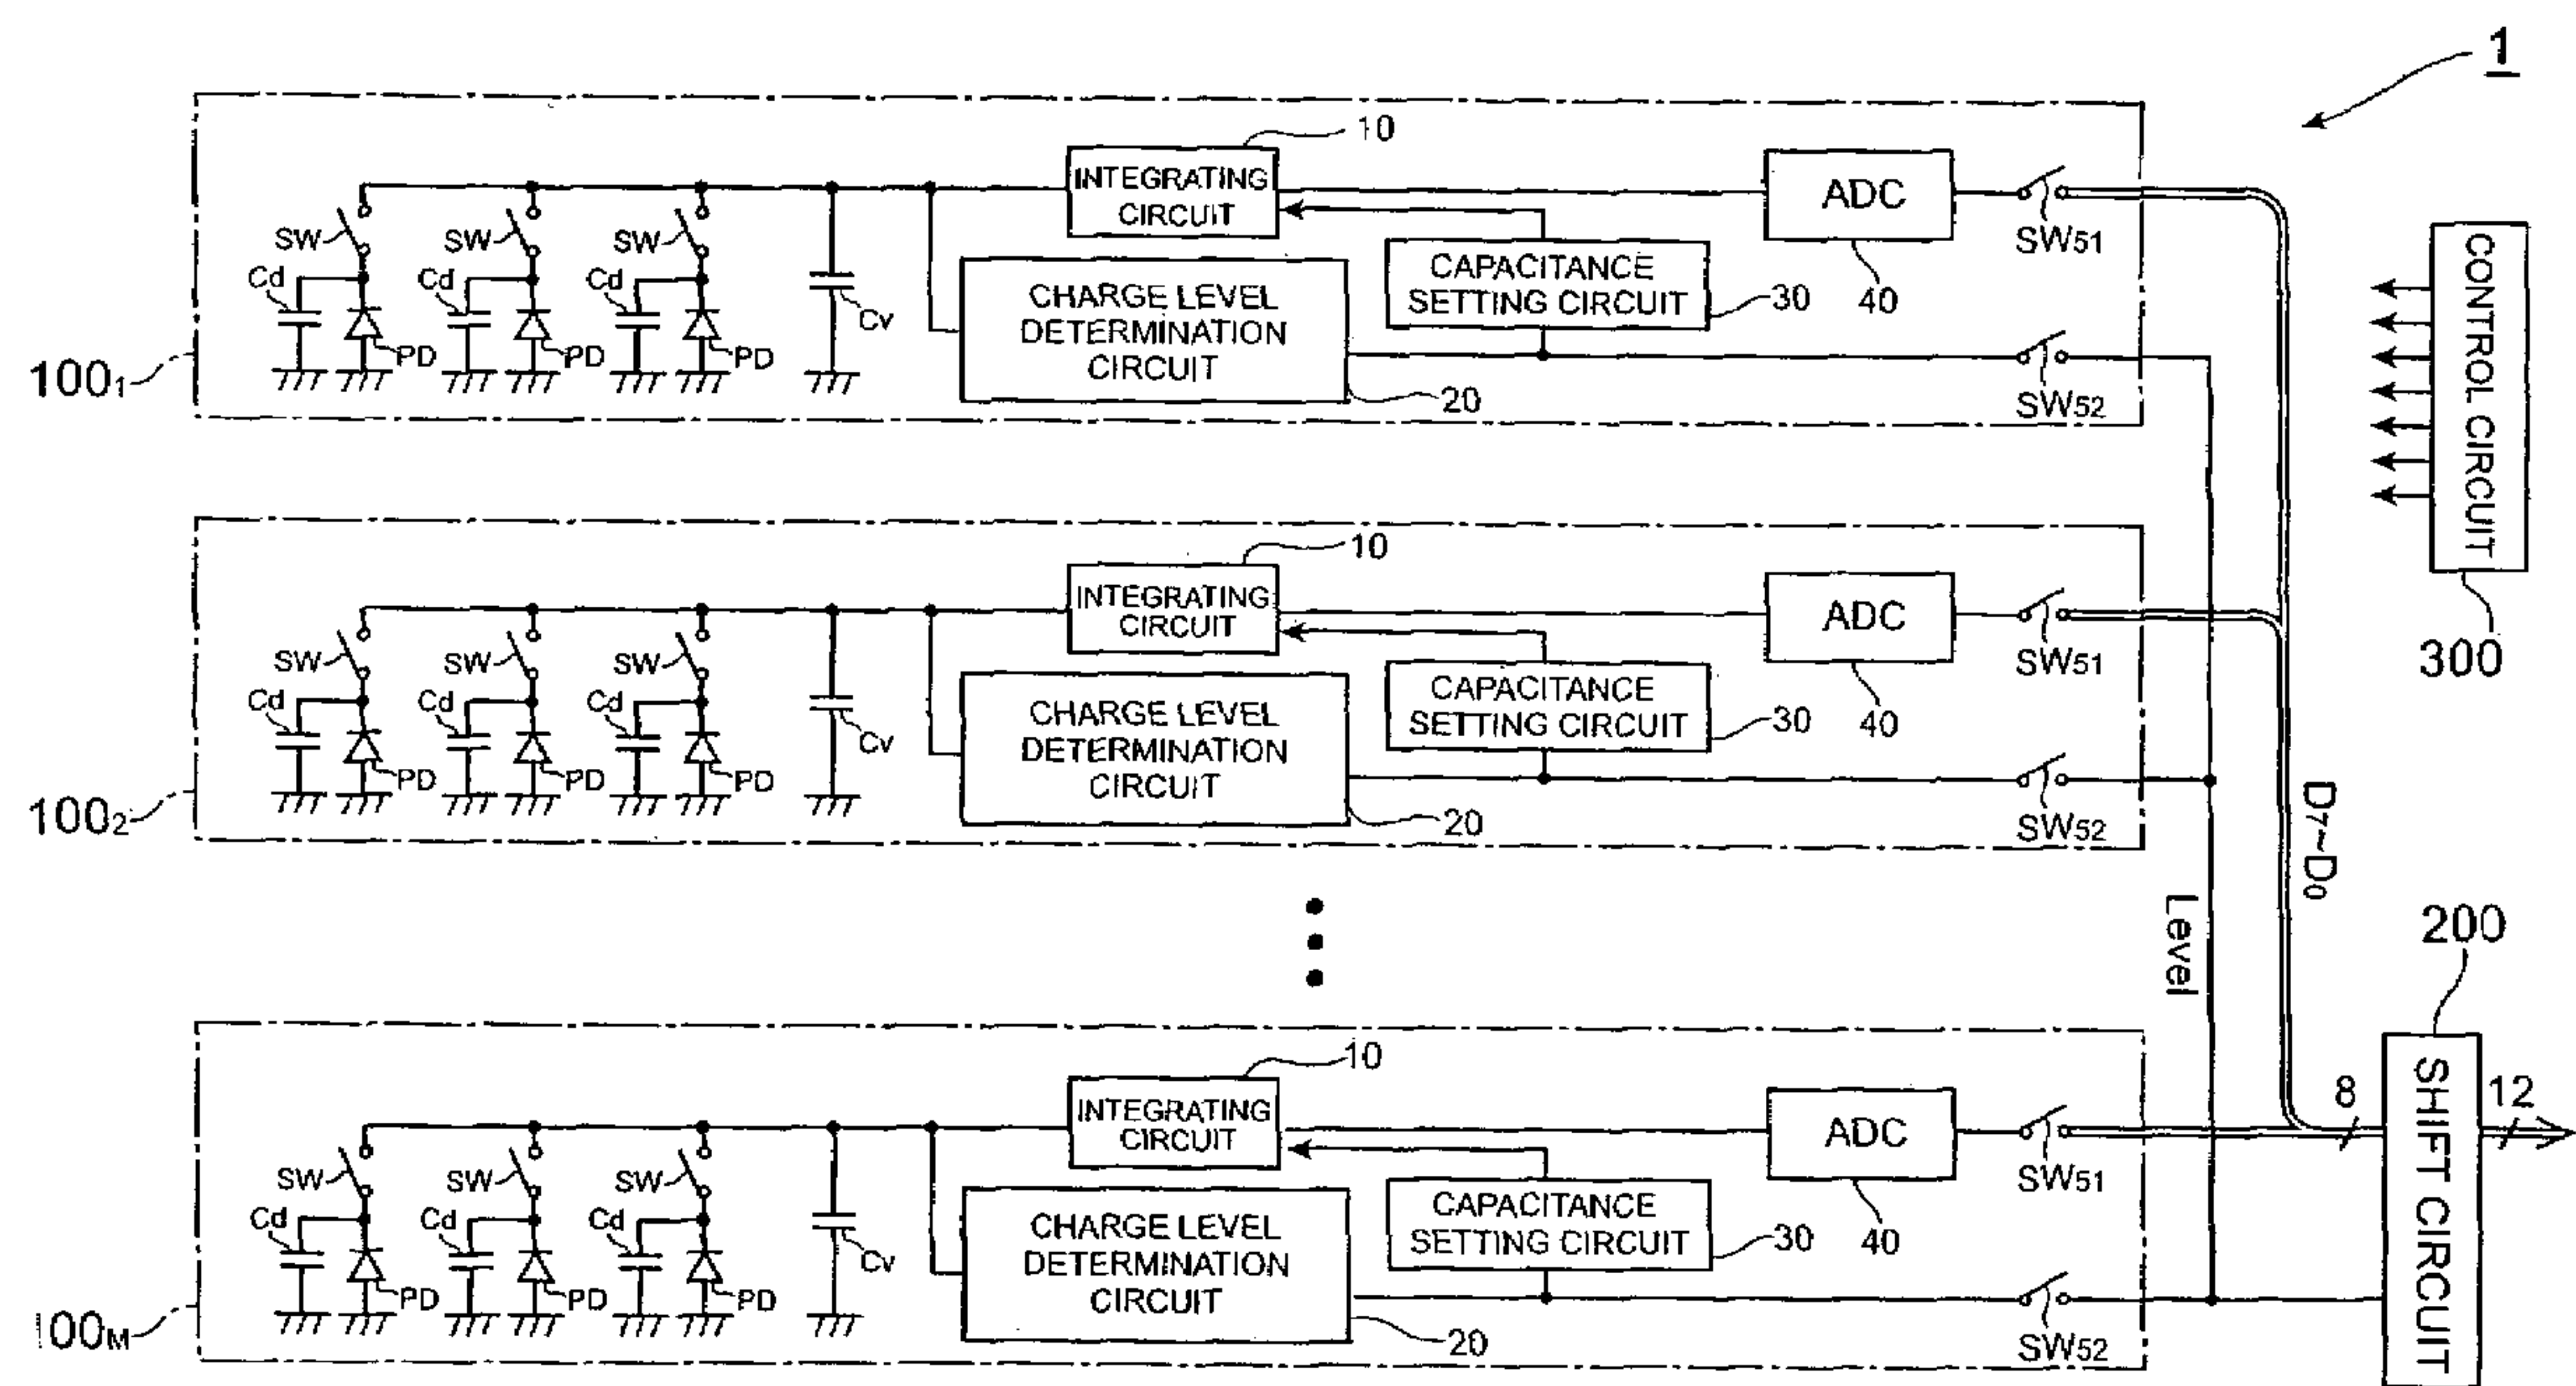 1
10
INTEGRATING
CIRCUIT
ADC
SW
SW
SW
SW51
Cd
Cd
Cd
CAPACITANCE
SETTING CIRCUIT
30
40
CHARGE LEVEL
DETERMINATION
CIRCUIT
Cv
PD
PD
PD
1001
20
SW52
CONTROL CIRCUIT
300
10
INTEGRATING
CIRCUIT
ADC
SW
SW
SW
SW51
Cd
Cd
Cd
CAPACITANCE
SETTING CIRCUIT
30
40
CHARGE LEVEL
DETERMINATION
CIRCUIT
Cv
PD
PD
PD
1002
20
SW52
D7~D0
Level
200
10
INTEGRATING
CIRCUIT
ADC
8
12
SHIFT CIRCUIT
SW
SW
SW
SW51
Cd
Cd
Cd
CAPACITANCE
SETTING CIRCUIT
30
40
CHARGE LEVEL
DETERMINATION
CIRCUIT
Cv
PD
PD
PD
100M
20
SW52